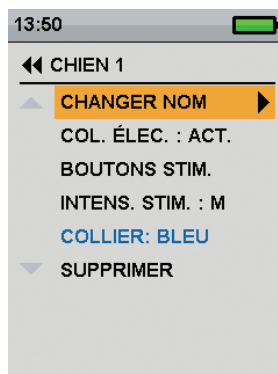 13:50
CHIEN 1
CHANGER NOM
COL. ÉLEC. : ACT.
BOUTONS STIM.
INTENS. STIM. : M
COLLIER: BLEU
SUPPRIMER